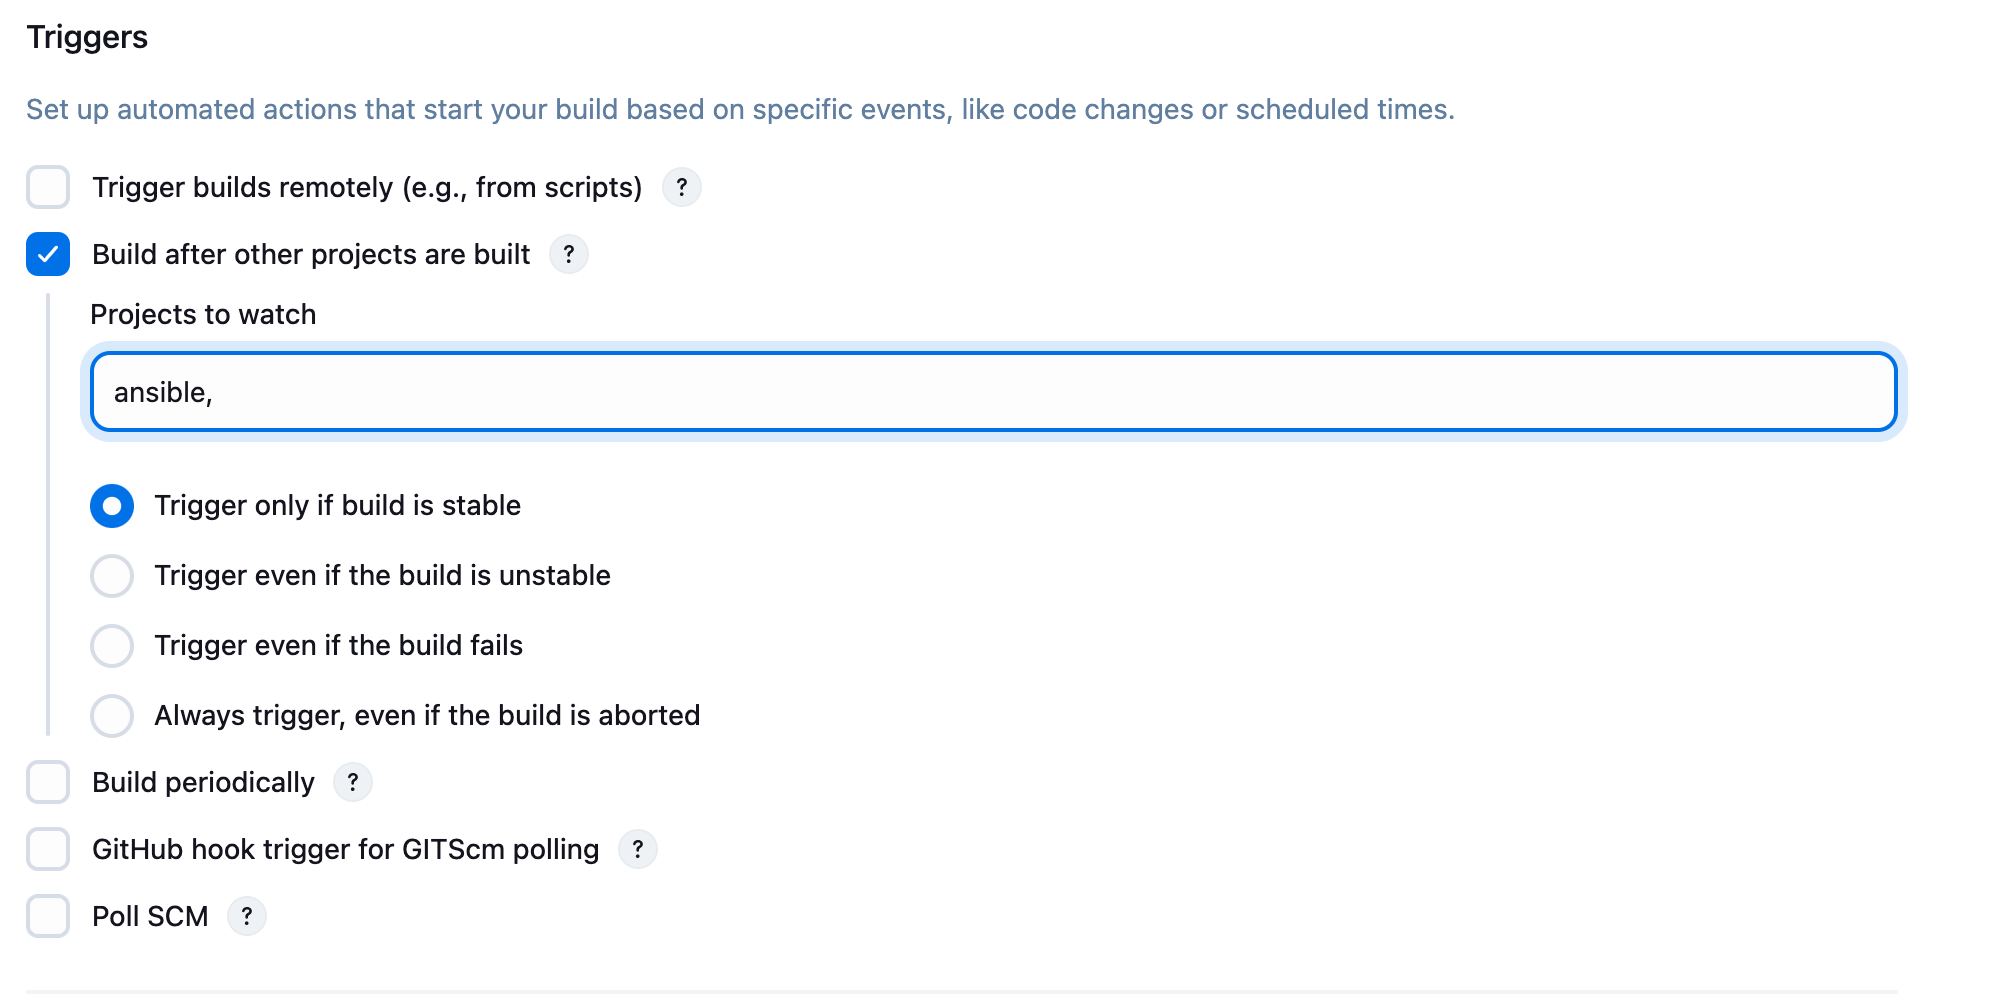 Triggers
Set up automated actions that start your build based on specific events, like code changes or scheduled times.
Trigger builds remotely (e.g., from scripts) ?
Build after other projects are built ?
Projects to watch
ansible,
Trigger only if build is stable
Trigger even if the build is unstable
Trigger even if the build fails
Always trigger, even if the build is aborted
Build periodically ?
GitHub hook trigger for GITScm polling ?
Poll SCM ?